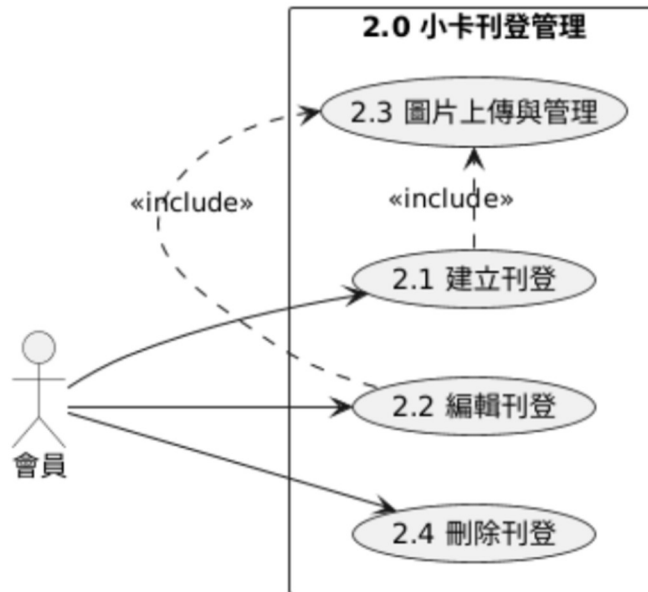 2.0 小卡刊登管理
2.3 圖片上傳與管理
«include»
«include»
2.1 建立刊登
2.2 編輯刊登
會員
2.4 刪除刊登